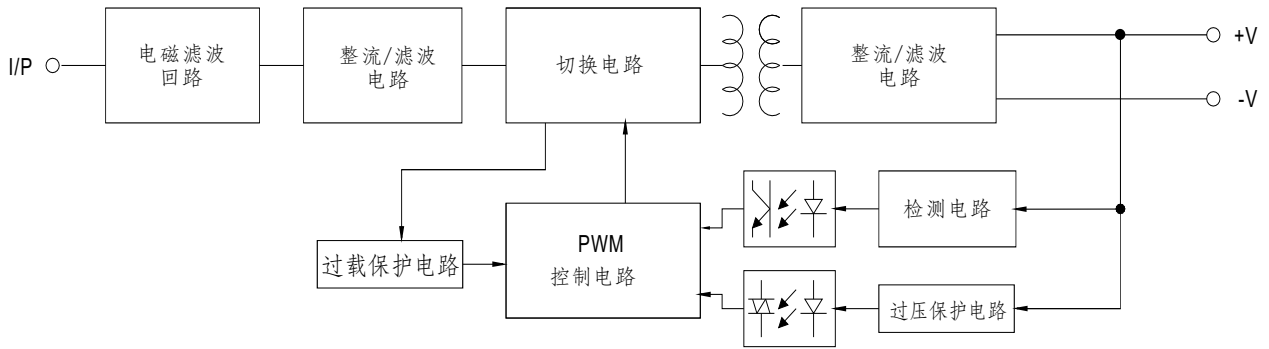 I/P
电磁滤波
回路
整流/滤波
电路
切换电路
整流/滤波
电路
+V
-V
检测电路
PWM
控制电路
过载保护电路
过压保护电路